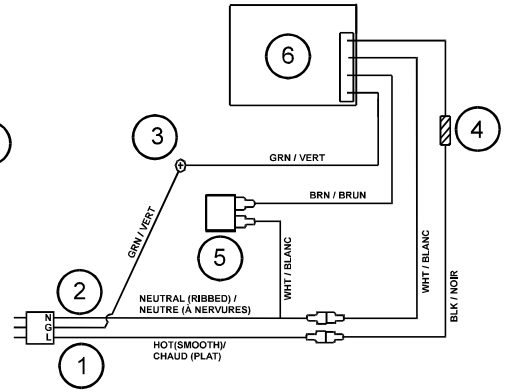 6
3
4
GRN / VERT
BRN / BRUN
GRN / VERT
5
WHT / BLANC
WHT / BLANC
BLK / NOIR
2
NEUTRAL (RIBBED) /
NEUTRE (À NERVURES)
N
G
L
HOT(SMOOTH)/
CHAUD (PLAT)
1